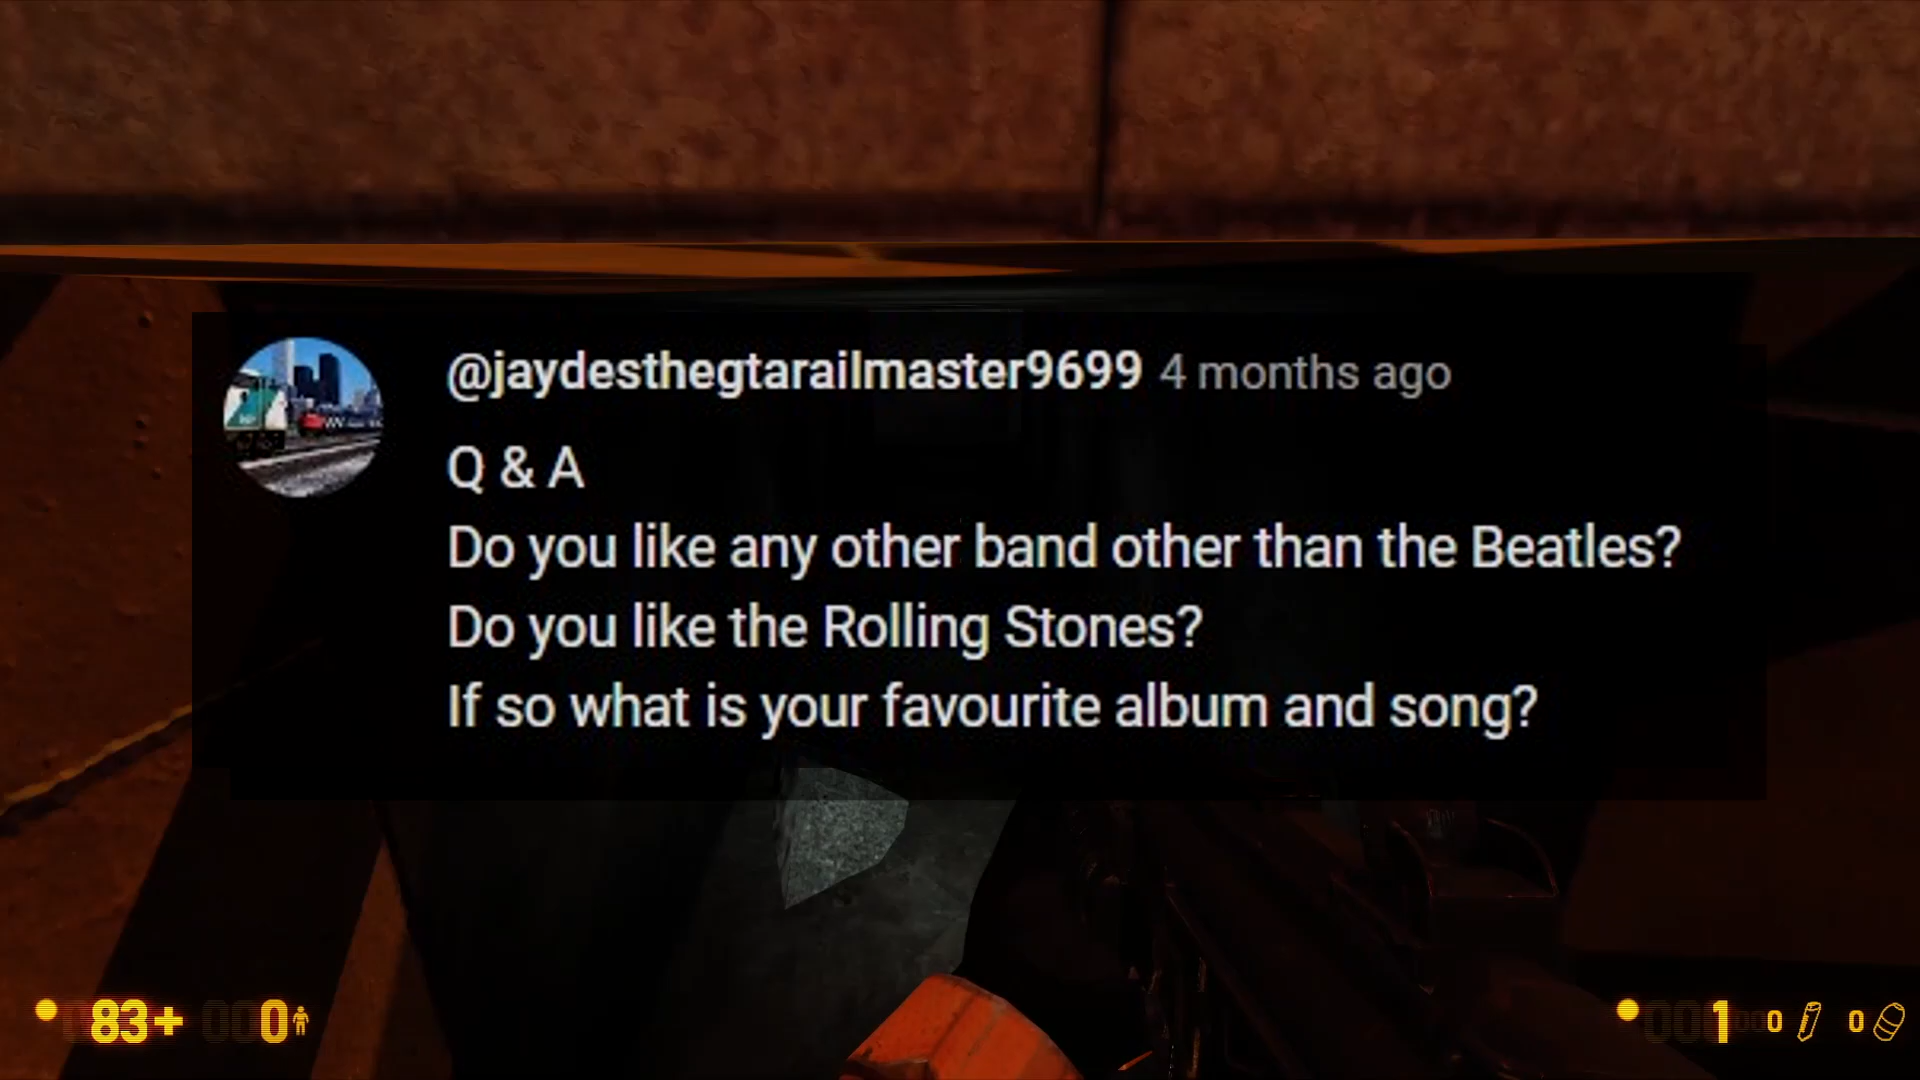 @jaydesthegtarailmaster9699 4 months ago
Q & A
Do you like any other band other than the Beatles?
Do you like the Rolling Stones?
If so what is your favourite album and song?
83+ 0 1 0 0